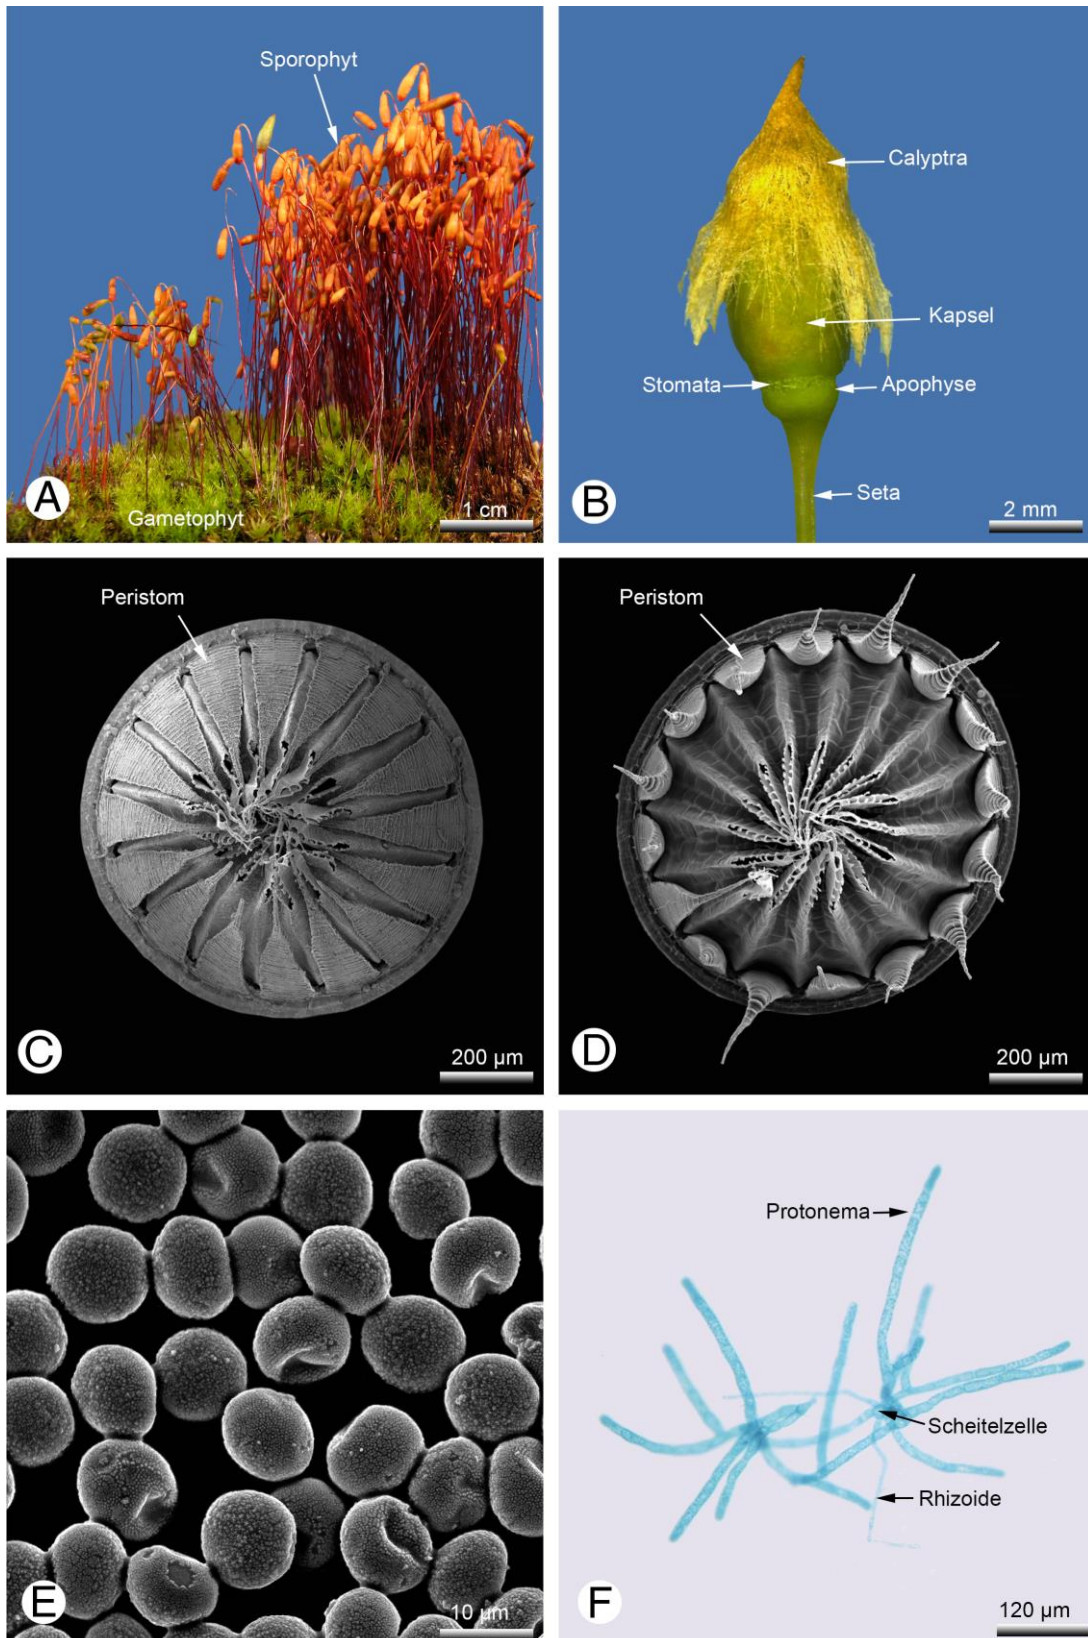 Sporophyt
Gametophyt
1 cm
A
Calyptra
Kapsel
Stomata
Apophyse
Seta
2 mm
B
Peristom
200 µm
C
Peristom
200 µm
D
10 µm
E
Protonema
Scheitelzelle
Rhizoide
120 µm
F